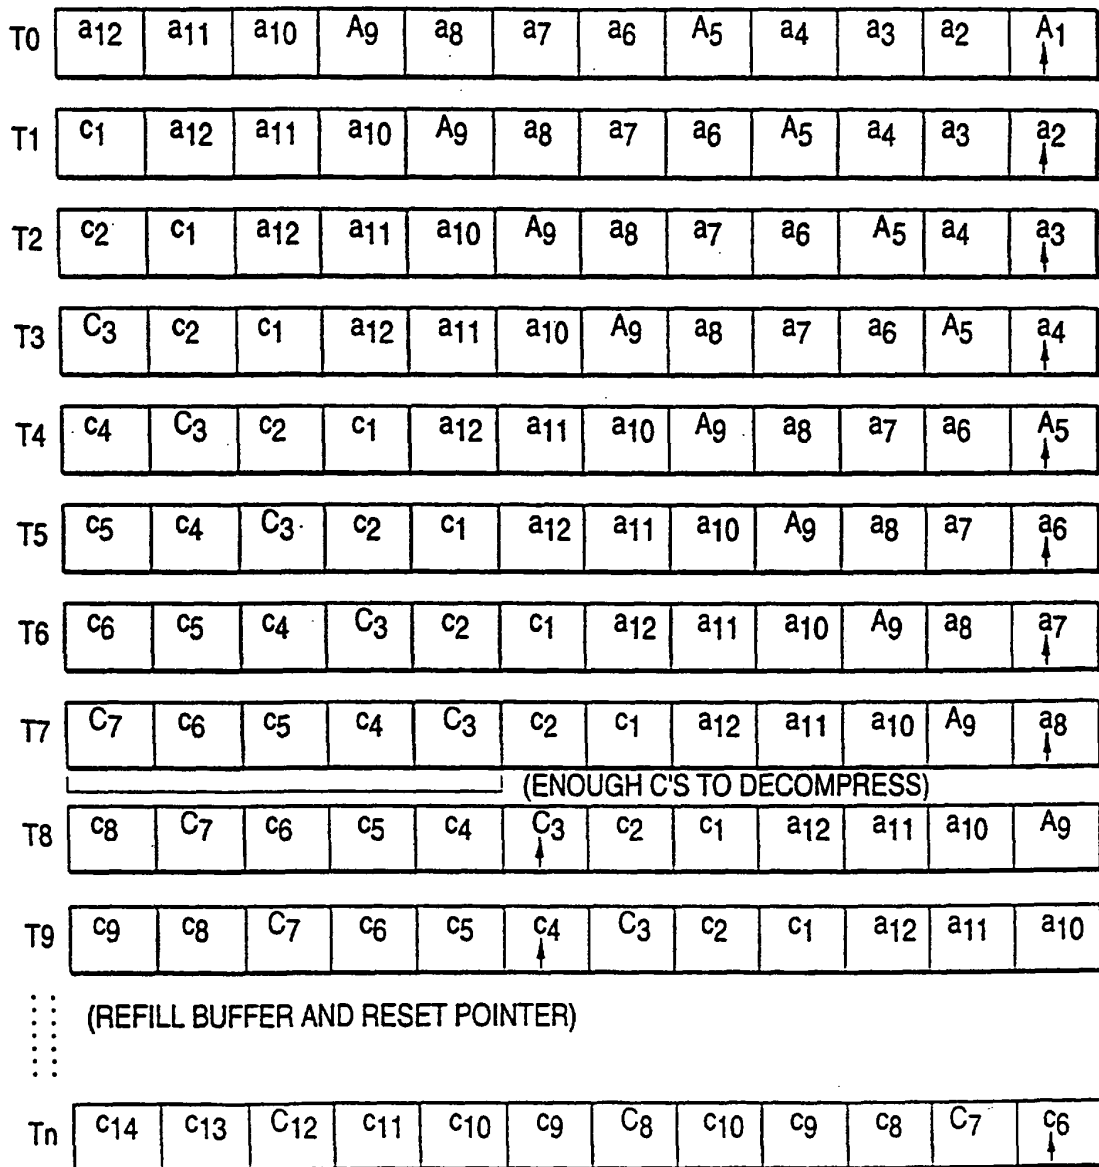 T0 a12 a11 a10 A9 a8 a7 a6 A5 a4 a3 a2 A1
T1 c1 a12 a11 a10 A9 a8 a7 a6 A5 a4 a3 a2
T2 c2 c1 a12 a11 a10 A9 a8 a7 a6 A5 a4 a3
T3 C3 c2 c1 a12 a11 a10 A9 a8 a7 a6 A5 a4
T4 c4 C3 c2 c1 a12 a11 a10 A9 a8 a7 a6 A5
T5 c5 c4 C3 c2 c1 a12 a11 a10 A9 a8 a7 a6
T6 c6 c5 c4 C3 c2 c1 a12 a11 a10 A9 a8 a7
T7 C7 c6 c5 c4 C3 c2 c1 a12 a11 a10 A9 a8
(ENOUGH C'S TO DECOMPRESS)
T8 c8 C7 c6 c5 c4 C3 c2 c1 a12 a11 a10 A9
T9 c9 c8 C7 c6 c5 c4 C3 c2 c1 a12 a11 a10
(REFILL BUFFER AND RESET POINTER)
Tn c14 c13 C12 c11 c10 c9 C8 c10 c9 c8 C7 c6